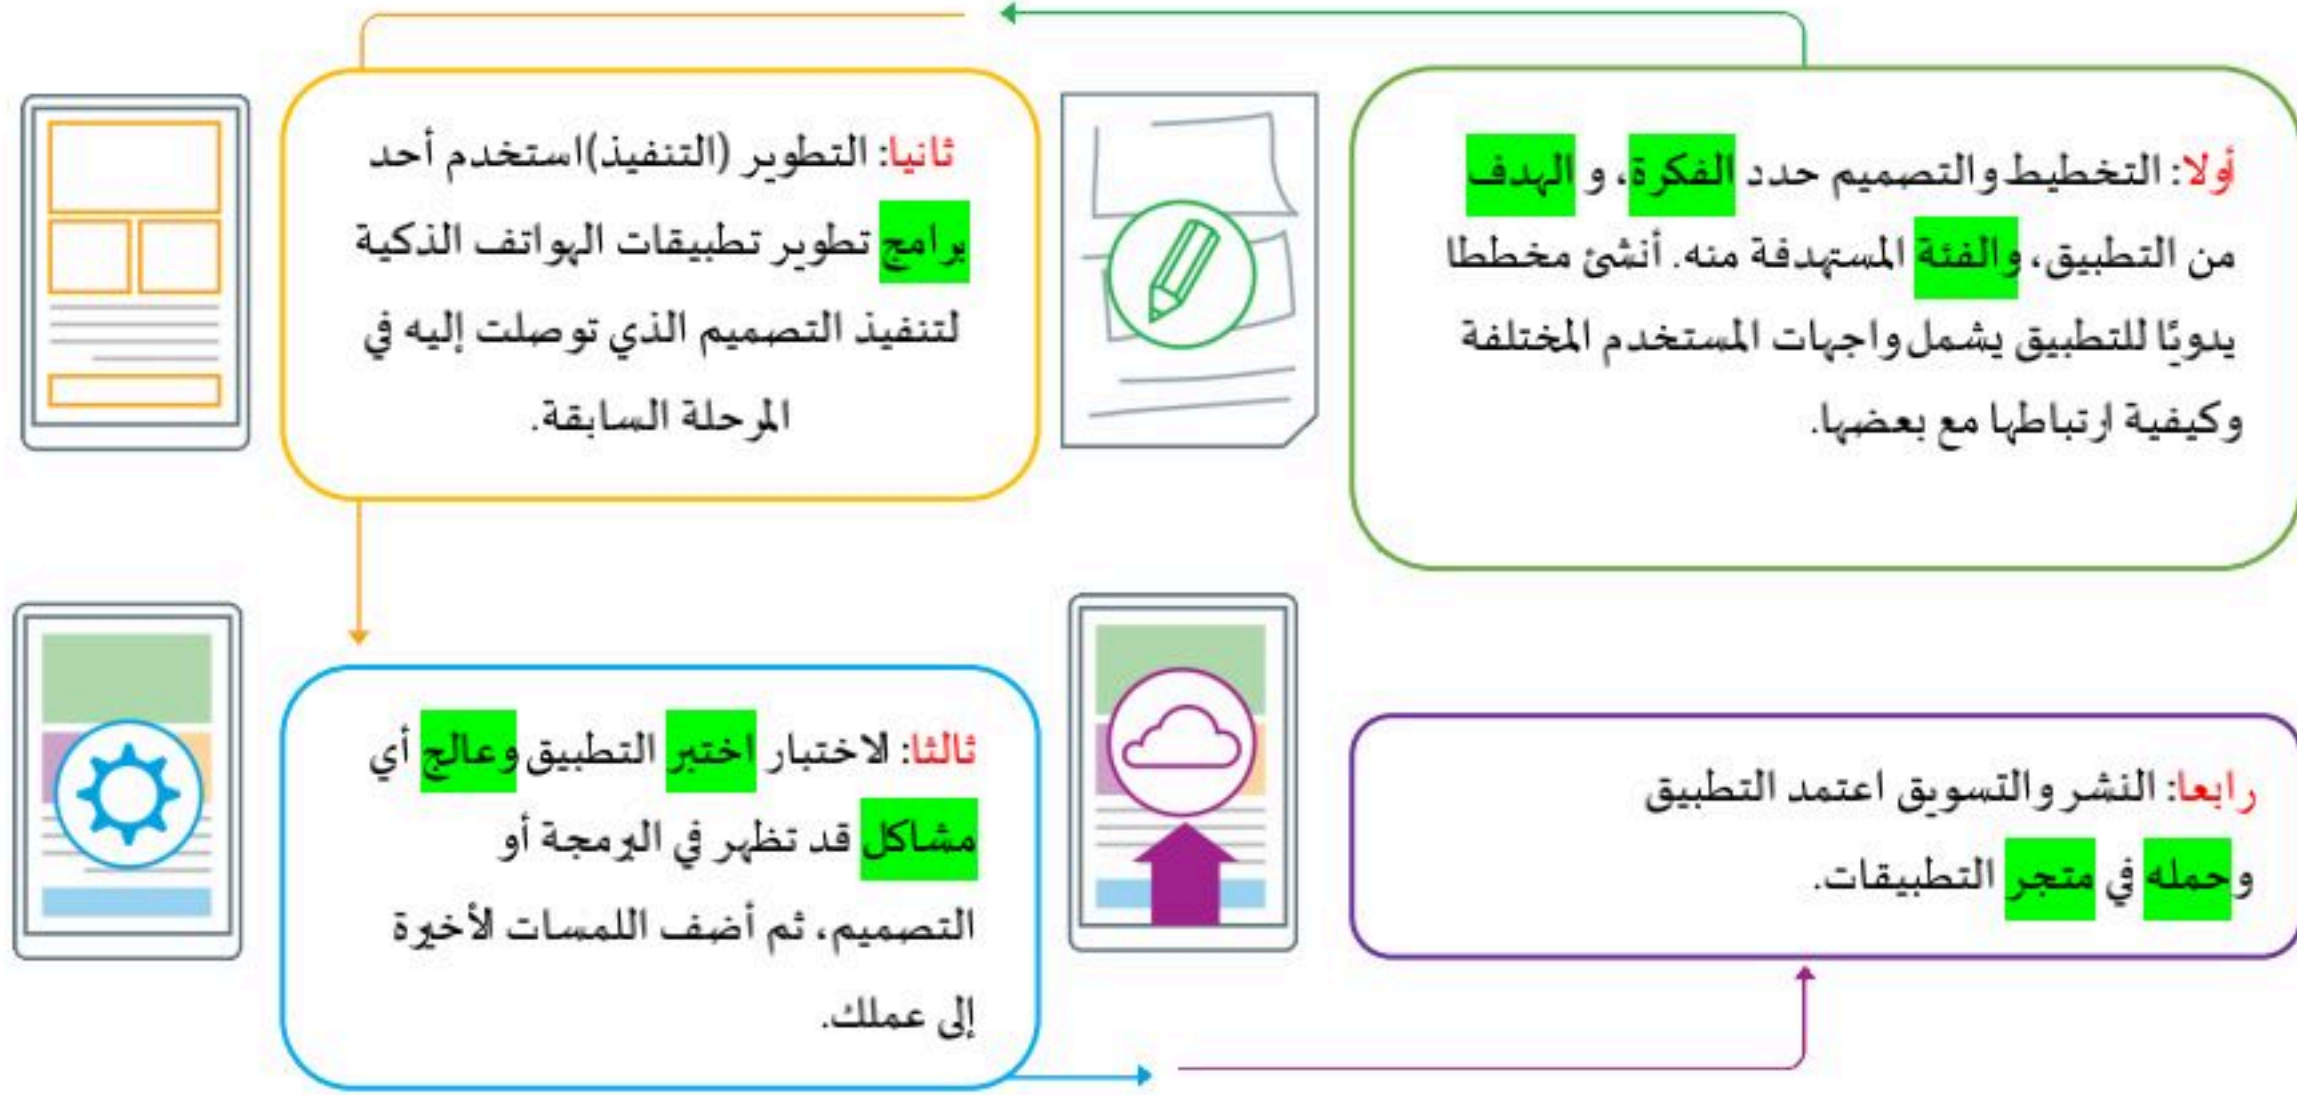 أولا: التخطيط والتصميم حدد الفكرة، و الهدف
من التطبيق، والفئة المستهدفة منه. أنشئ مخططا
يدويًا للتطبيق يشمل واجهات المستخدم المختلفة
وكيفية ارتباطها مع بعضها.
ثانيا: التطوير (التنفيذ)استخدم أحد
برامج تطوير تطبيقات الهواتف الذكية
لتنفيذ التصميم الذي توصلت إليه في
المرحلة السابقة.
ثالثا: لاختبار اختبر التطبيق وعالج أي
مشاكل قد تظهر في البرمجة أو
التصميم، ثم أضف اللمسات لأخيرة
إلى عملك.
رابعا: النشر والتسويق اعتمد التطبيق
وحمله في متجر التطبيقات.